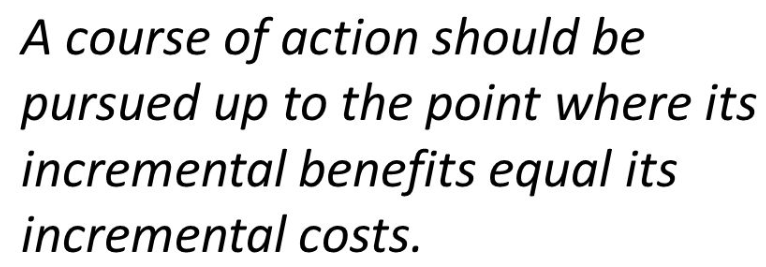 A course of action should be
pursued up to the point where its
incremental benefits equal its
incremental costs.